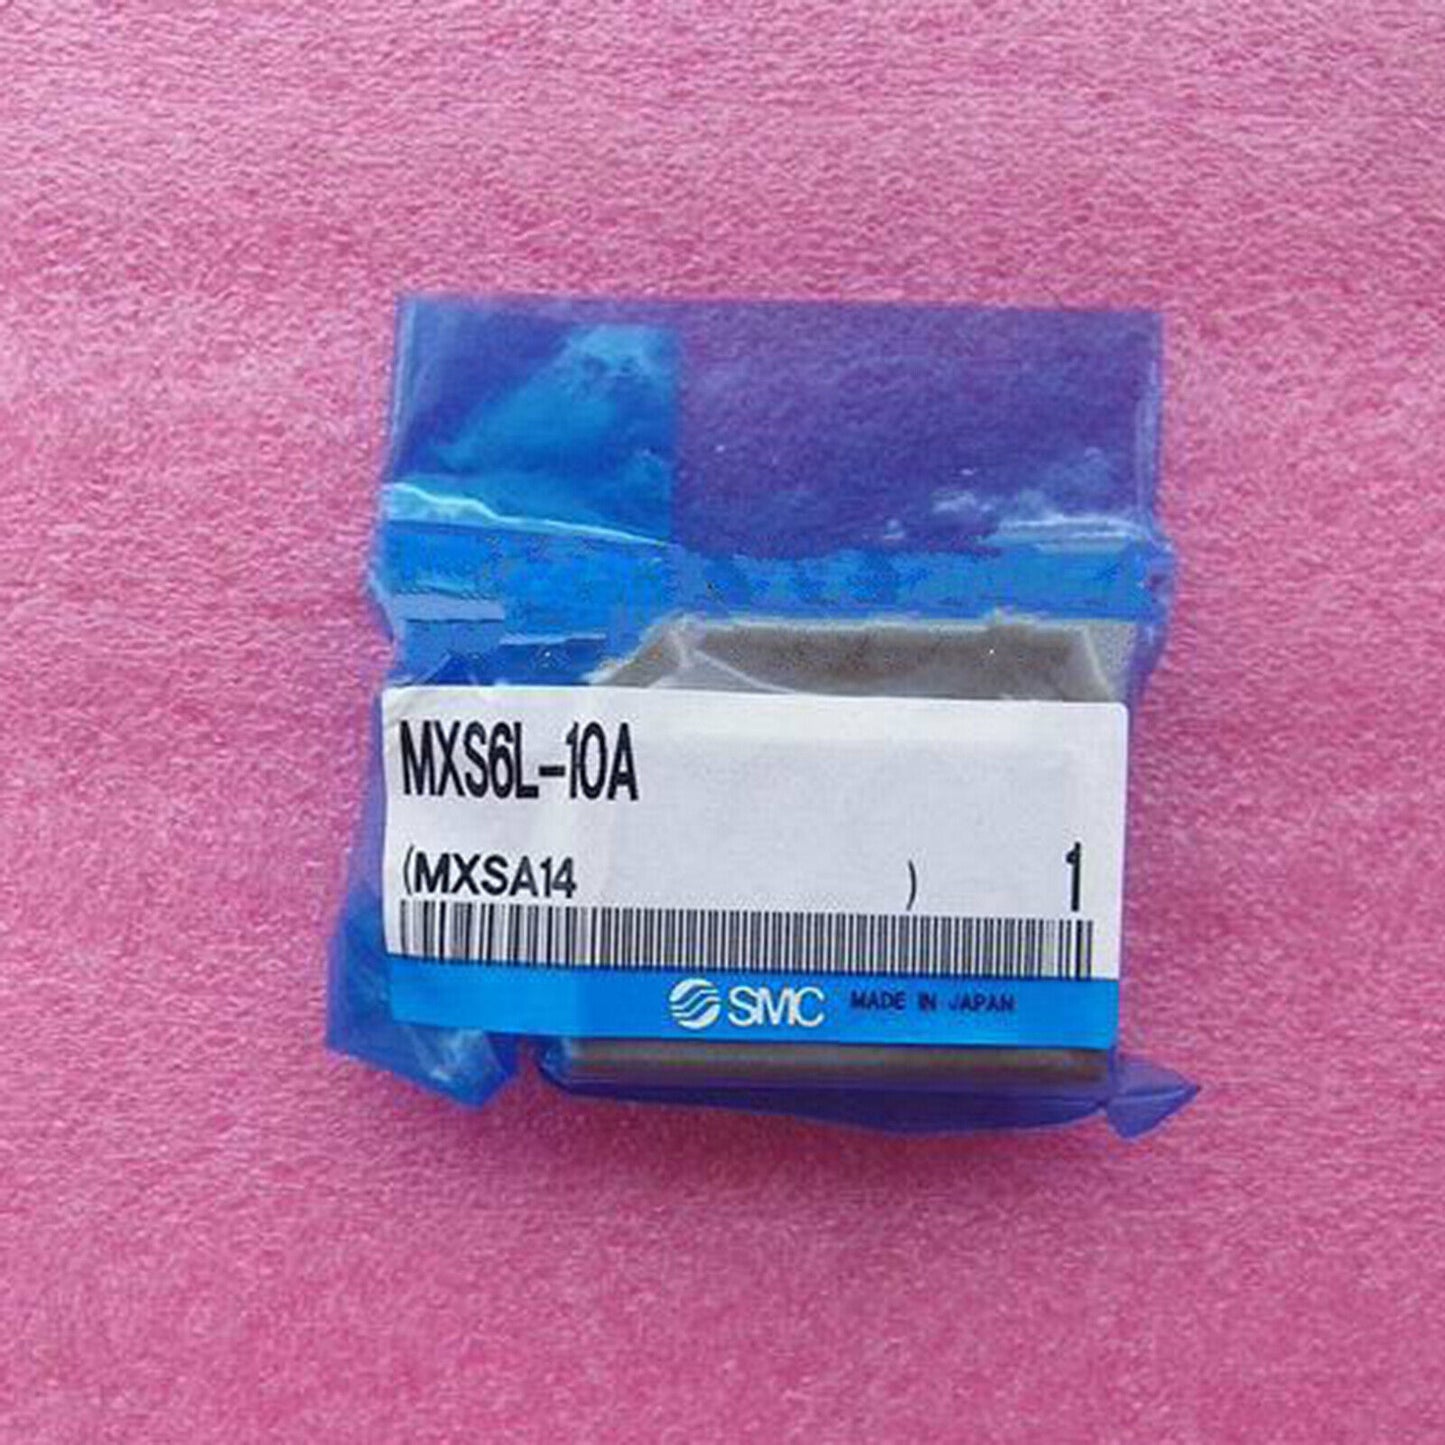 MXS6L-10A
(MXSA14 ) 1
SMC MADE IN JAPAN